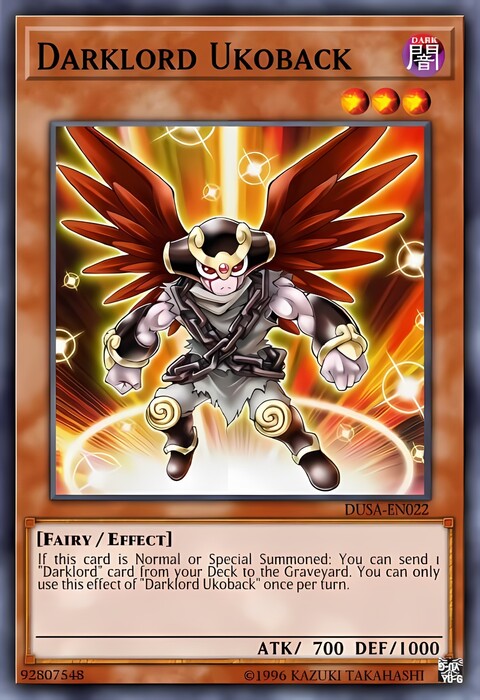 Darklord Ukoback
DARK
闇
DUSA-EN022
[Fairy / Effect]
If this card is Normal or Special Summoned: You can send 1
"Darklord" card from your Deck to the Graveyard. You can only
use this effect of "Darklord Ukoback" once per turn.
ATK/ 700 DEF/1000
92807548
©1996 KAZUKI TAKAHASHI